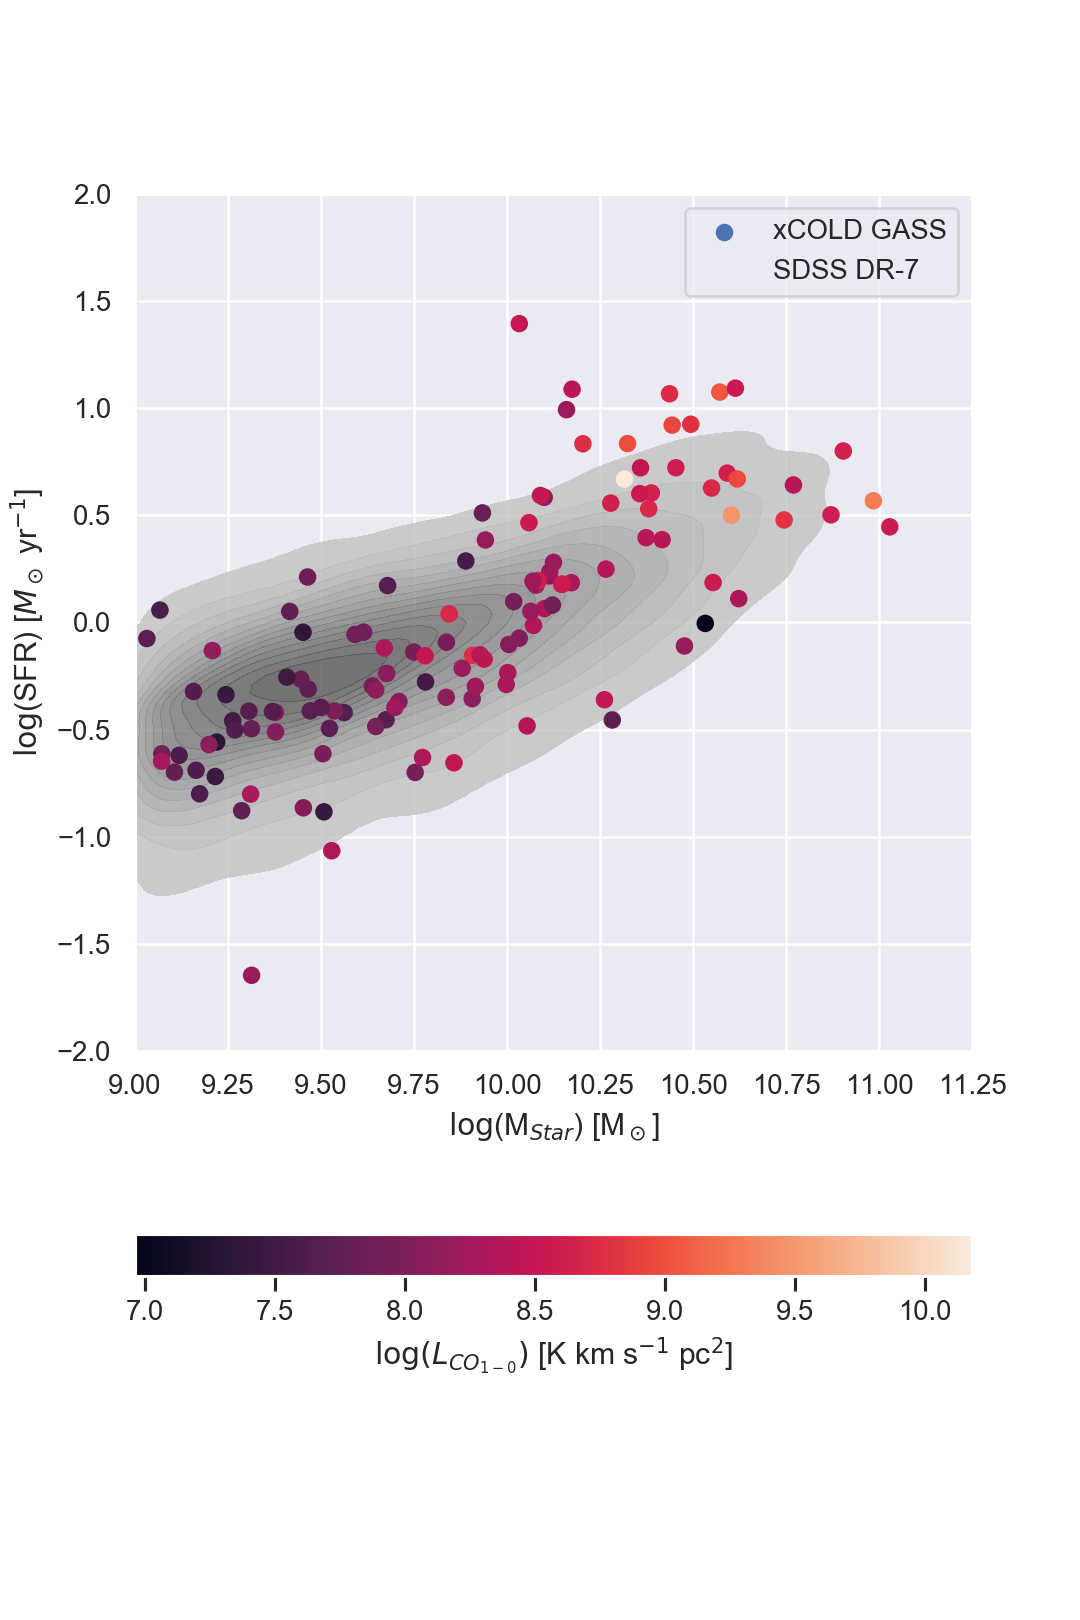 2.0
1.5
1.0
0.5
0.0
−0.5
−1.0
−1.5
−2.0
log(SFR) [M⊙ yr⁻¹]
xCOLD GASS
SDSS DR-7
9.00 9.25 9.50 9.75 10.00 10.25 10.50 10.75 11.00 11.25
log(M_Star) [M⊙]
7.0 7.5 8.0 8.5 9.0 9.5 10.0
log(L_CO₁₋₀) [K km s⁻¹ pc²]